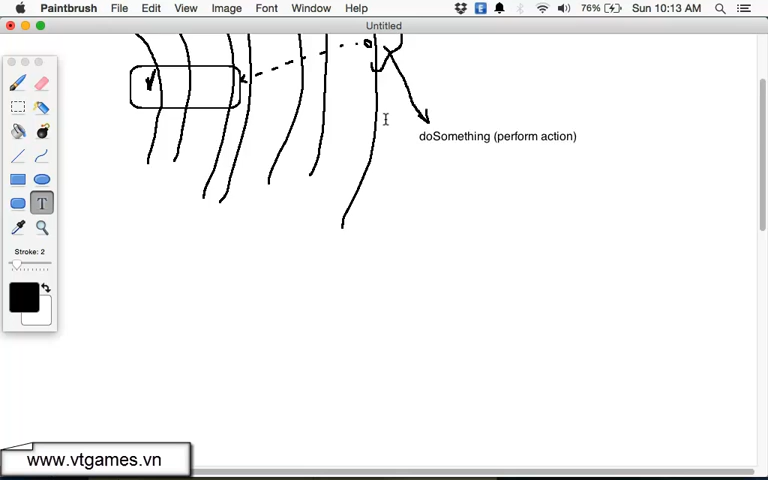 Paintbrush File Edit View Image Font Window Help 76% Sun 10:13 AM
Untitled
doSomething (perform action)
T
Stroke: 2
www.vtgames.vn